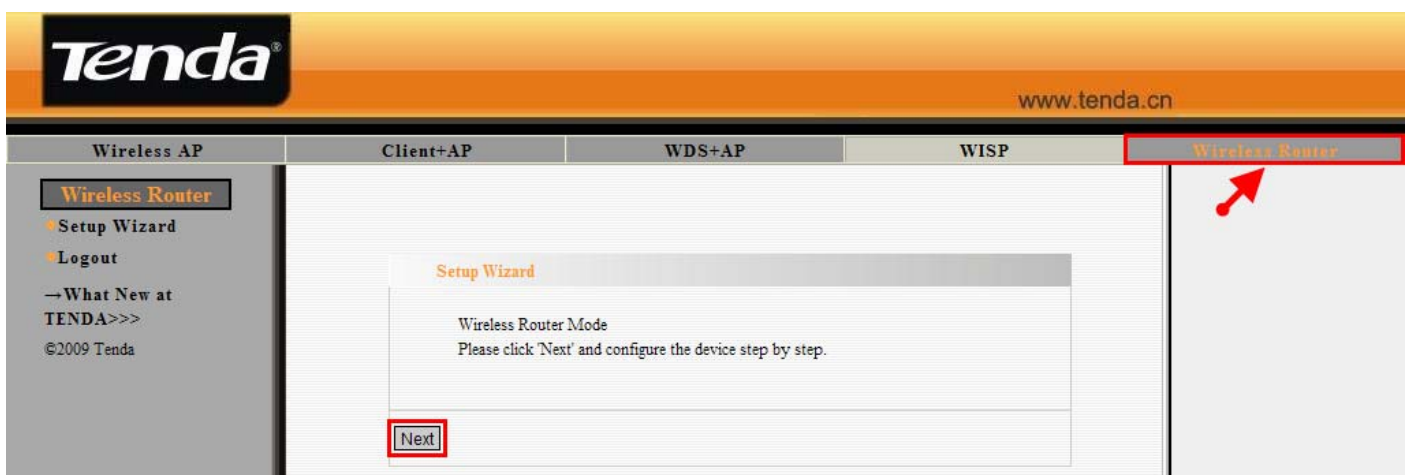 Tenda®
www.tenda.cn
Wireless AP
Client+AP
WDS+AP
WISP
Wireless Router
Wireless Router
Setup Wizard
Logout
→What New at
TENDA>>>
©2009 Tenda
Setup Wizard
Wireless Router Mode
Please click 'Next' and configure the device step by step.
Next